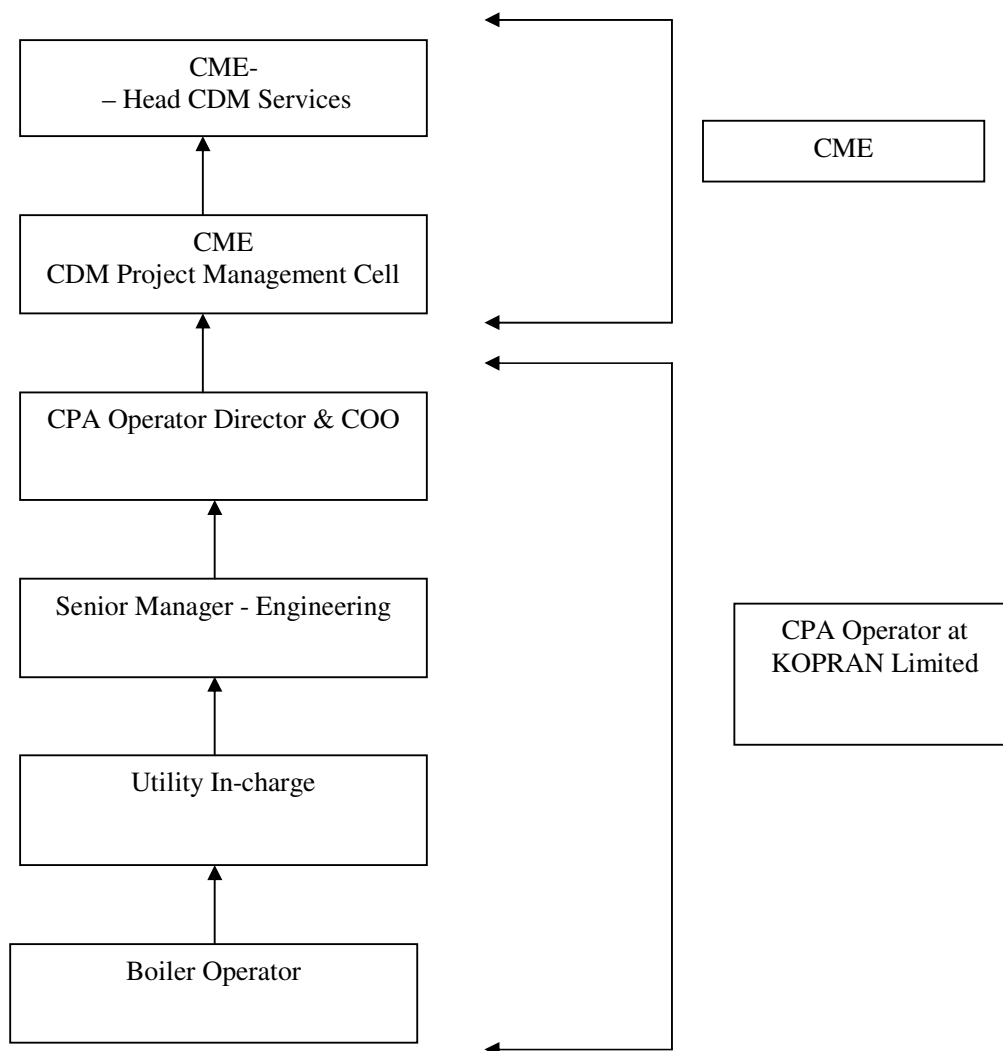 CME-
– Head CDM Services
CME
CME
CDM Project Management Cell
CPA Operator Director & COO
Senior Manager - Engineering
CPA Operator at
KOPRAN Limited
Utility In-charge
Boiler Operator